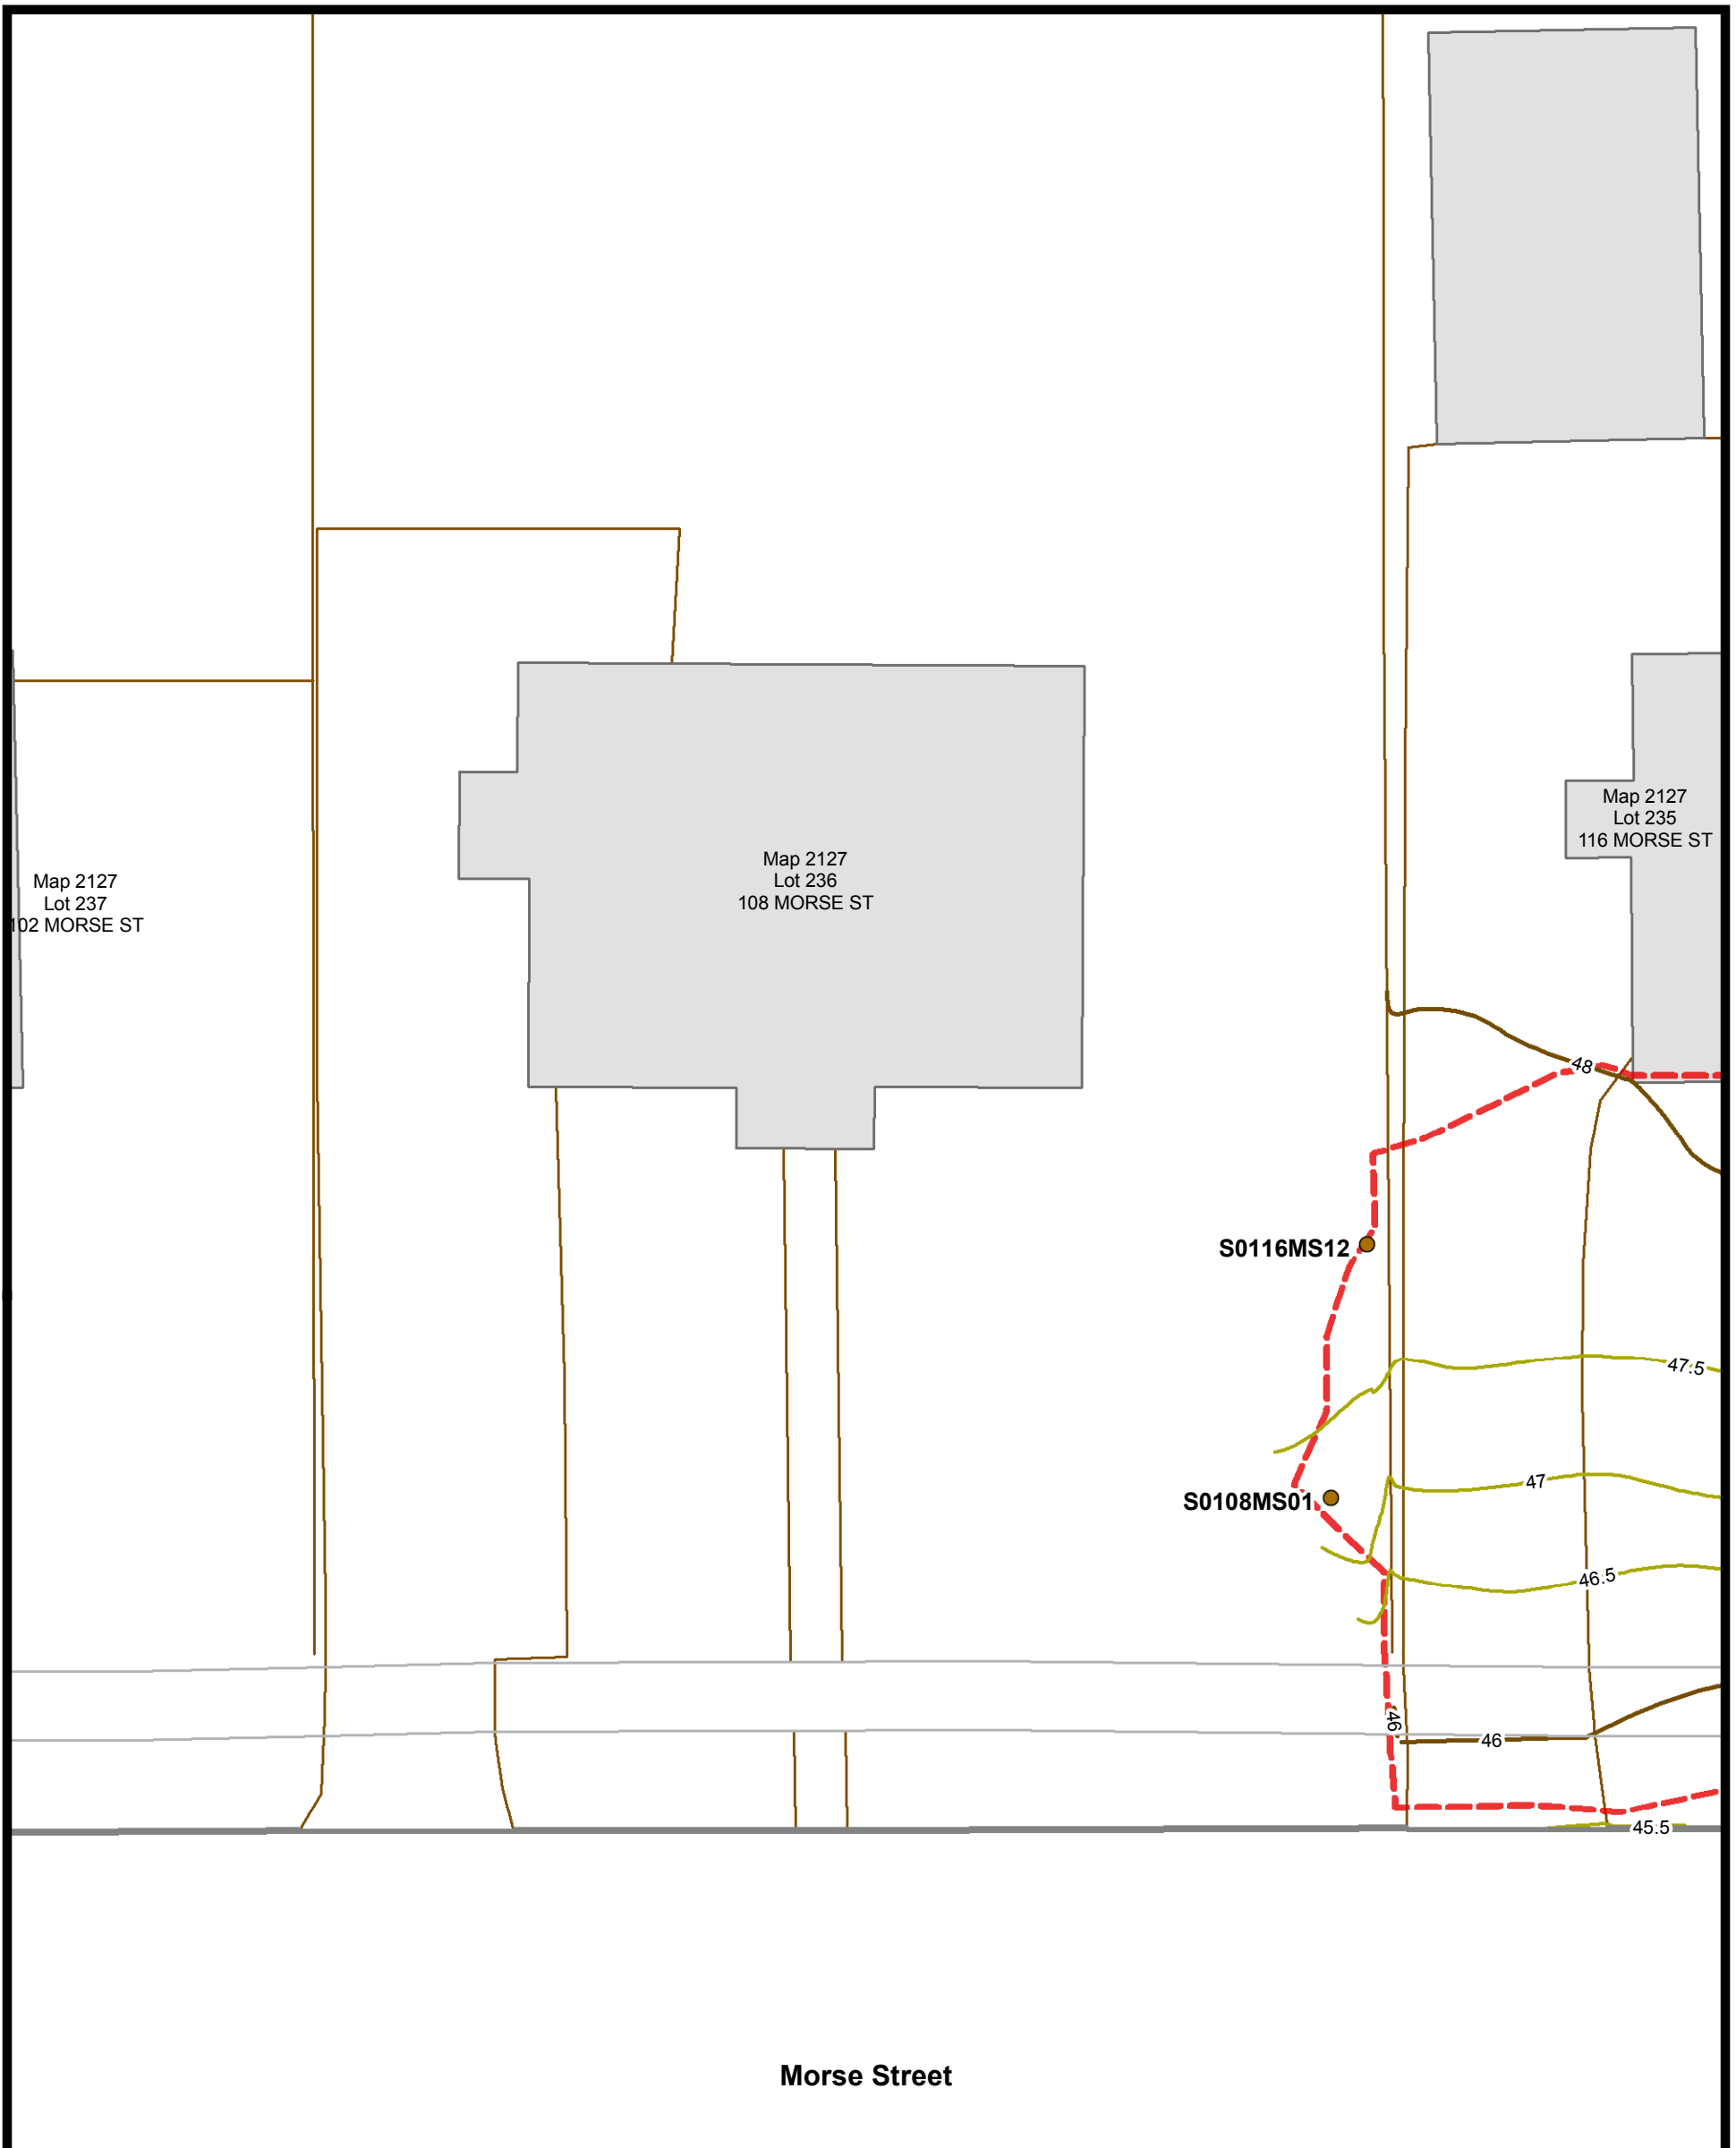 Map 2127
Lot 235
116 MORSE ST
Map 2127
Lot 236
108 MORSE ST
Map 2127
Lot 237
102 MORSE ST
48
S0116MS12
47.5
47
S0108MS01
46.5
46
46
45.5
Morse Street